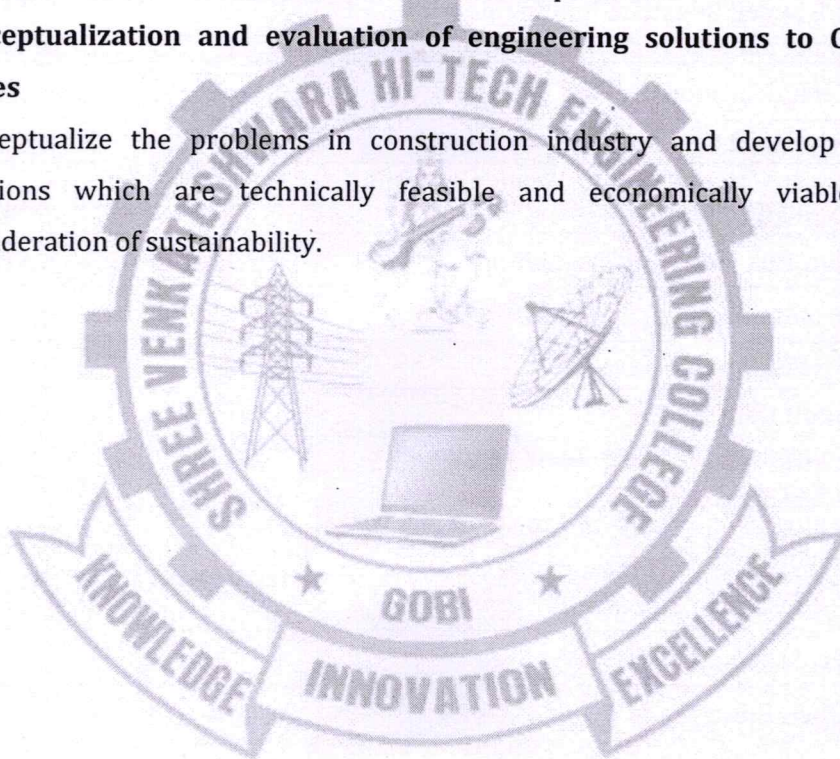 ceptualization and evaluation of engineering solutions to C
es
eptualize the problems in construction industry and develop
ions which are technically feasible and economically viabl
deration of sustainability.
SHREE VENKATESHWARA HI-TECH ENGINEERING COLLEGE
GOBI
KNOWLEDGE
INNOVATION
EXCELLENCE